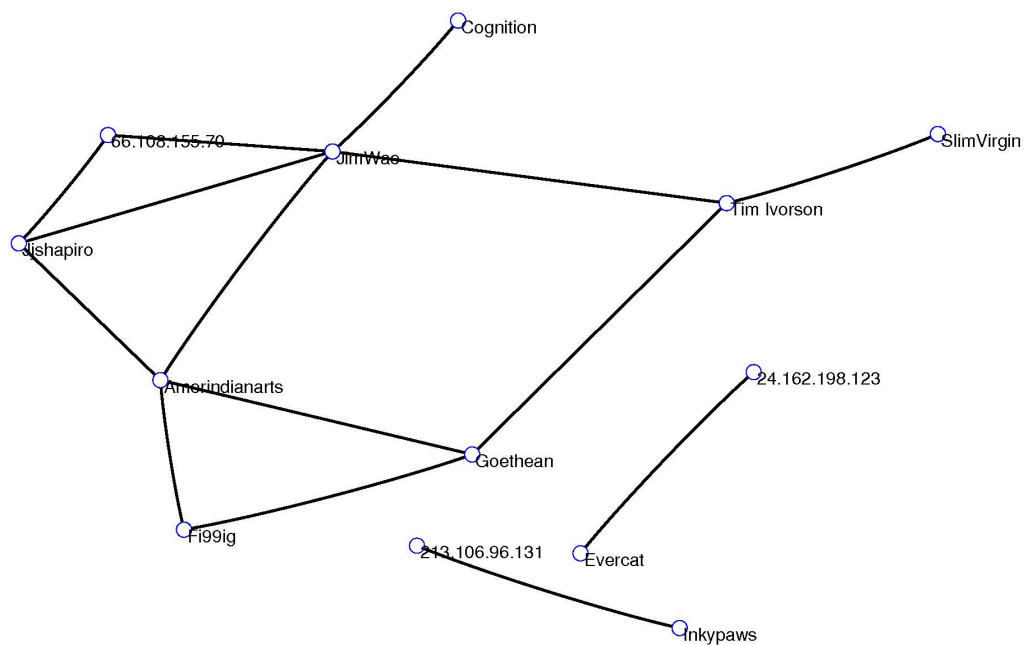 Cognition
66.108.155.70
JimWae
SlimVirgin
Tim Ivorson
Jjshapiro
24.162.198.123
Amerindianarts
Goethean
Fi99ig
213.106.96.131
Evercat
Inkypaws